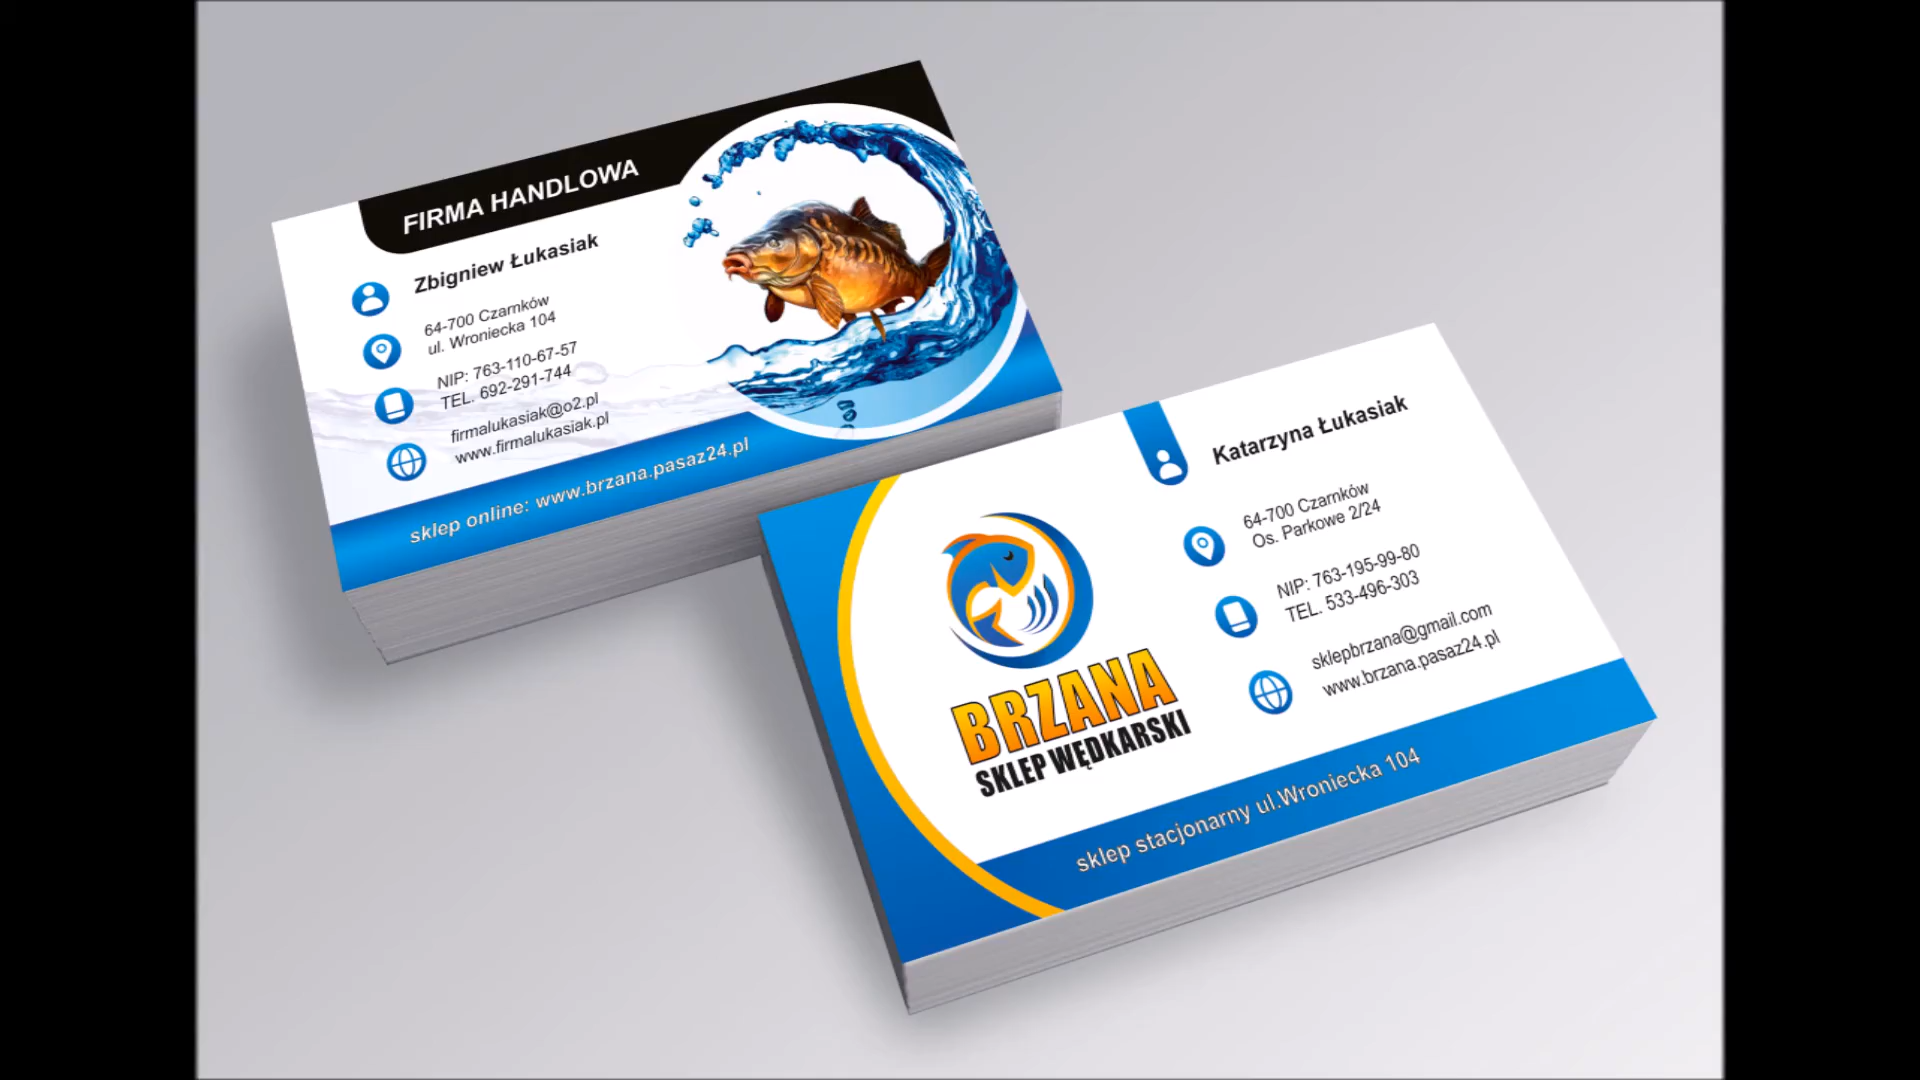 FIRMA HANDLOWA
Zbigniew Łukasiak
64-700 Czarnków
ul. Wroniecka 104
NIP: 763-110-67-57
TEL. 692-291-744
firmalukasiak@o2.pl
www.firmalukasiak.pl
sklep online: www.brzana.pasaz24.pl
BRZANA
SKLEP WĘDKARSKI
Katarzyna Łukasiak
64-700 Czarnków
Os. Parkowe 2/24
NIP: 763-195-99-80
TEL. 533-496-303
sklepbrzana@gmail.com
www.brzana.pasaz24.pl
sklep stacjonarny ul.Wroniecka 104